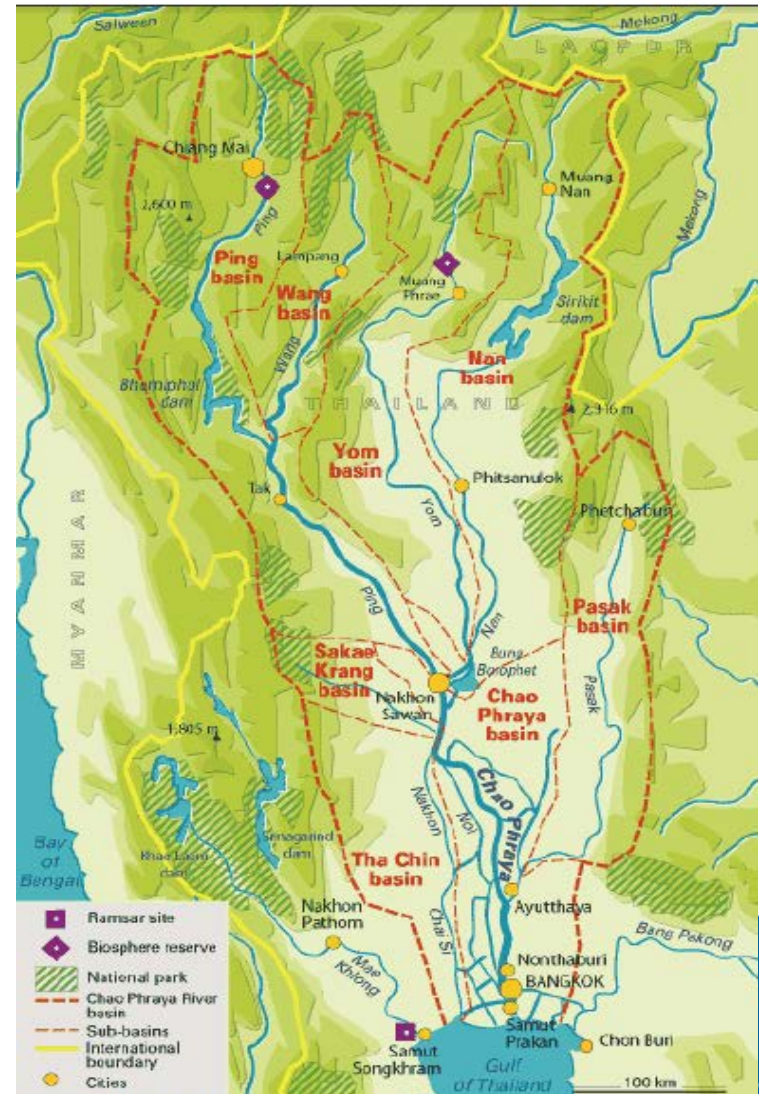 Salween
Mekong
LAO PDR
Chiang Mai
Muang
Nan
2,600 m
Ping
Mekong
Ping
basin
Lampang
Wang
basin
Muang
Phrae
Sirikit
dam
Nan
basin
Wang
Bhumiphol
dam
THAILAND
2,316 m
Yom
basin
Tak
Phitsanulok
Yom
Phetchabun
MYANMAR
Ping
Nan
Pasak
basin
Sakae
Krang
basin
Bung
Borophet
Nakhon
Sawan
Chao
Phraya
basin
Pasak
1,805 m
Chao Phraya
Nakhon
Noi
Bay
of
Bengal
dam
dam
Tha Chin
basin
Chai Si
Ayutthaya
Nakhon
Pathom
Bang Pakong
Mae
Khlong
Nonthaburi
BANGKOK
Samut
Prakan
Chon Buri
Samut
Songkhram
Gulf
of Thailand
100 km
Ramsar site
Biosphere reserve
National park
Chao Phraya River
basin
Sub-basins
International
boundary
Cities